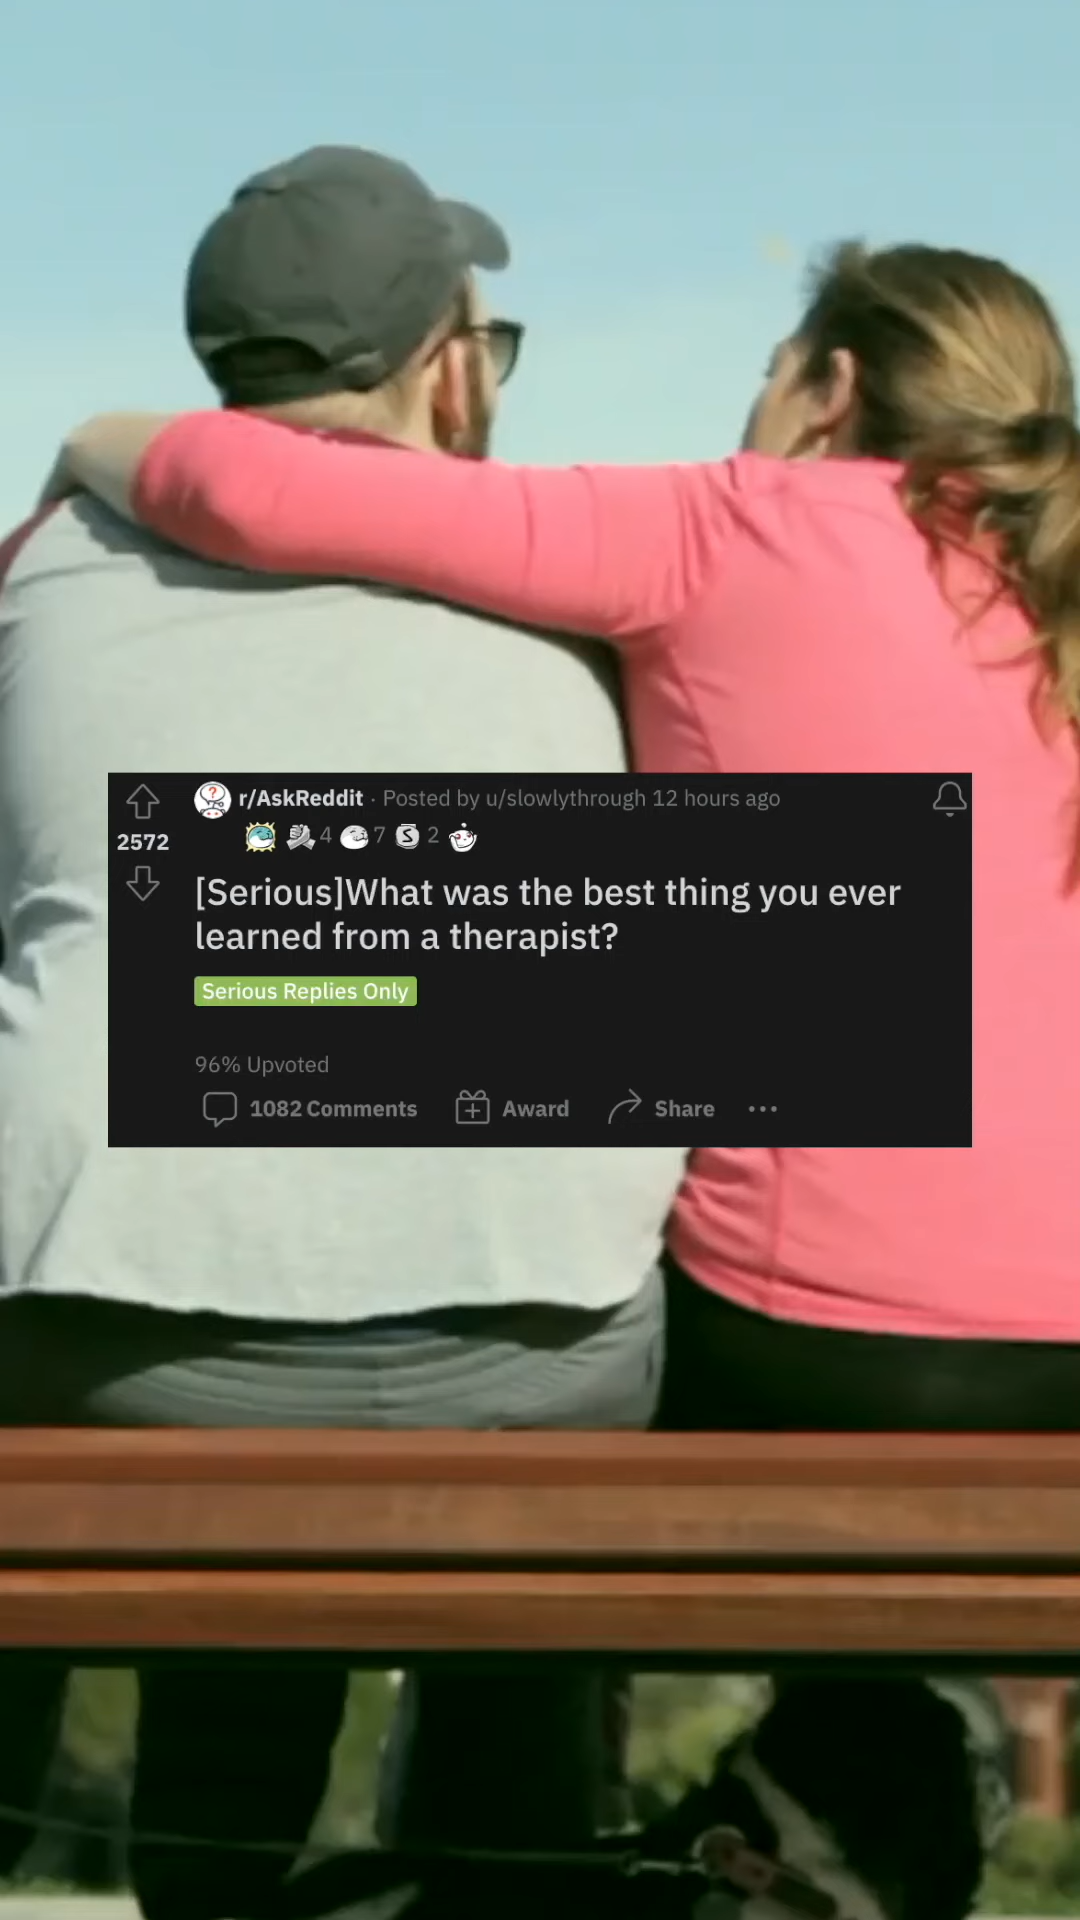 r/AskReddit · Posted by u/slowlythrough 12 hours ago
4 7 2
2572
[Serious]What was the best thing you ever
learned from a therapist?
Serious Replies Only
96% Upvoted
1082 Comments Award Share